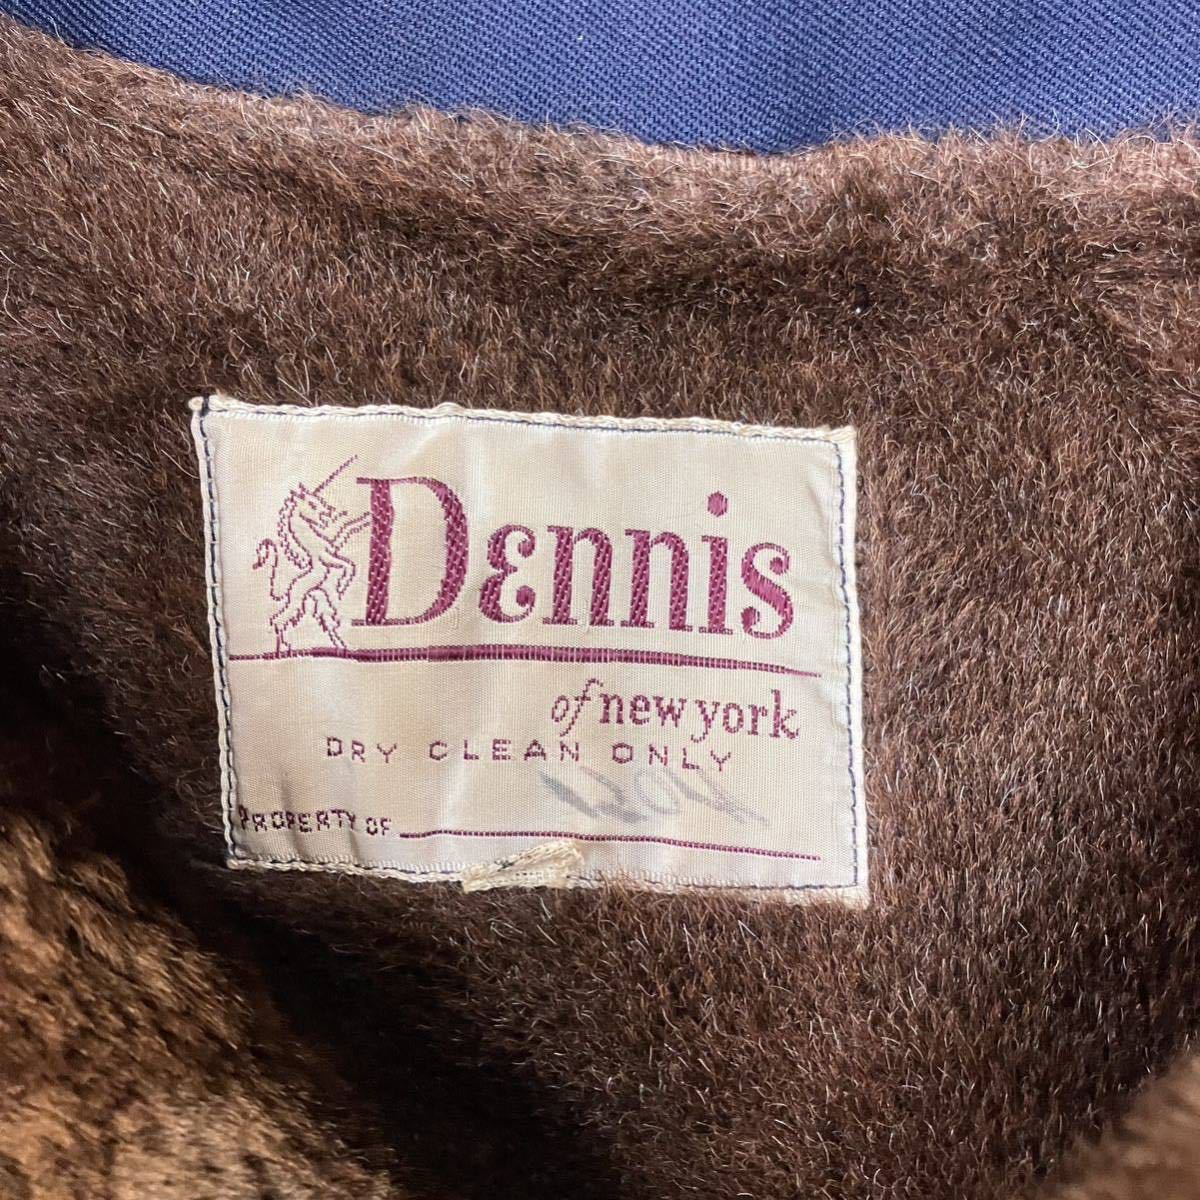 Dennis
of new york
DRY CLEAN ONLY
PROPERTY OF